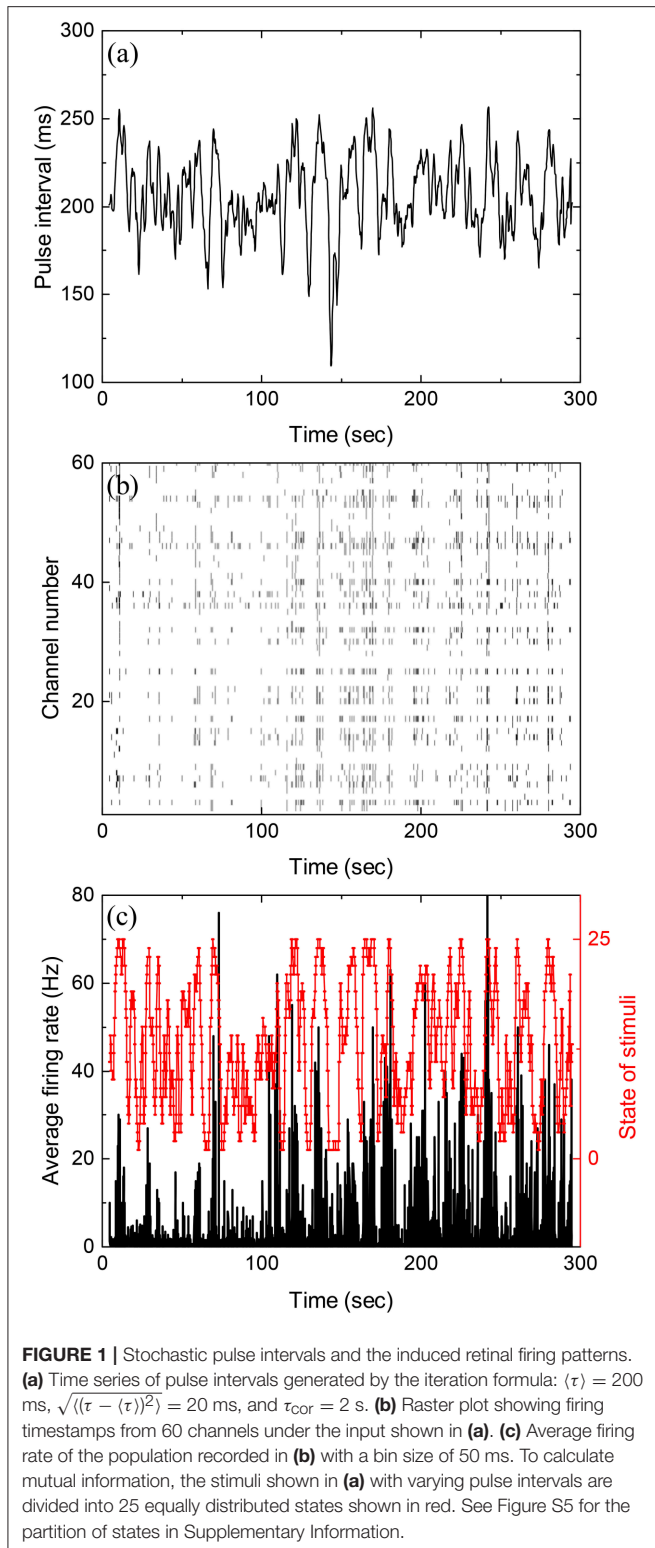 300
(a)
250
200
150
100
Pulse interval (ms)
0
100
200
300
Time (sec)
60
(b)
40
20
Channel number
0
100
200
300
Time (sec)
80
(c)
60
40
20
0
Average firing rate (Hz)
25
0
State of stimuli
0
100
200
300
Time (sec)
FIGURE 1 | Stochastic pulse intervals and the induced retinal firing patterns.
(a) Time series of pulse intervals generated by the iteration formula: ⟨τ⟩ = 200
ms, √⟨(τ − ⟨τ⟩)²⟩ = 20 ms, and τcor = 2 s. (b) Raster plot showing firing
timestamps from 60 channels under the input shown in (a). (c) Average firing
rate of the population recorded in (b) with a bin size of 50 ms. To calculate
mutual information, the stimuli shown in (a) with varying pulse intervals are
divided into 25 equally distributed states shown in red. See Figure S5 for the
partition of states in Supplementary Information.